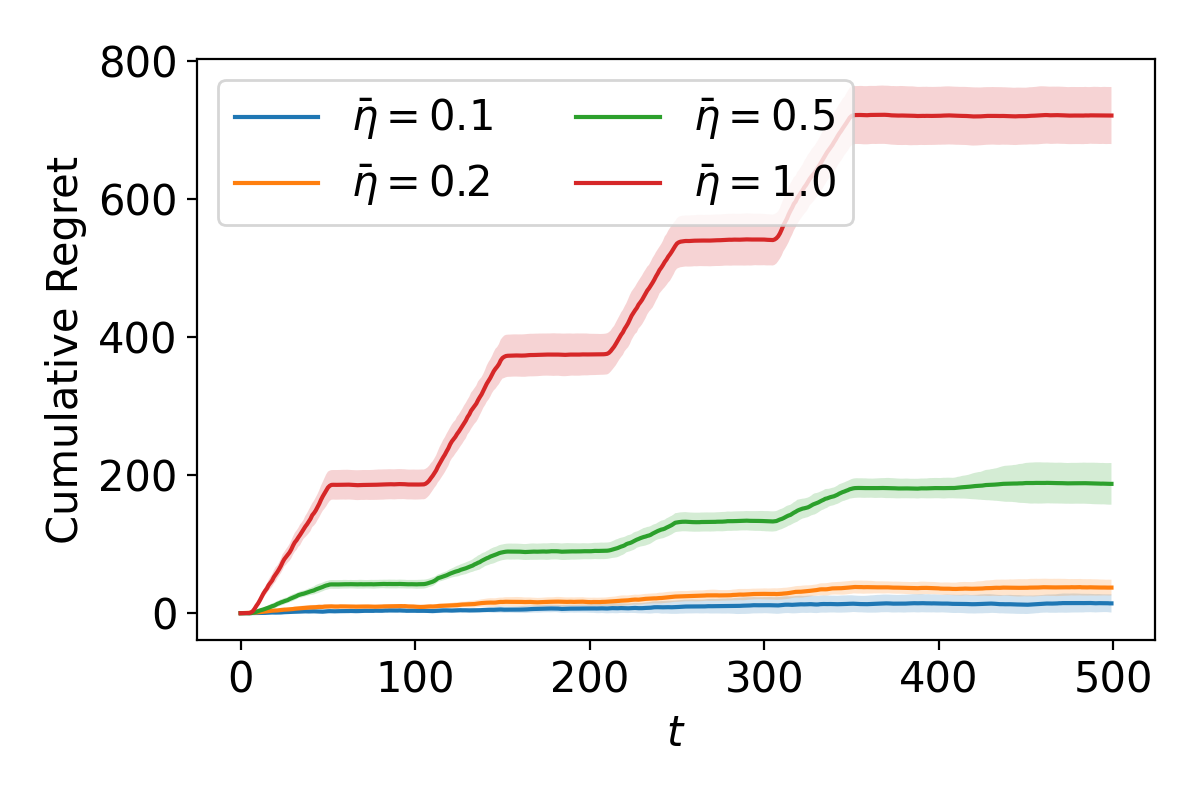 800
600
400
200
0
Cumulative Regret
η̄ = 0.1
η̄ = 0.5
η̄ = 0.2
η̄ = 1.0
0 100 200 300 400 500
t